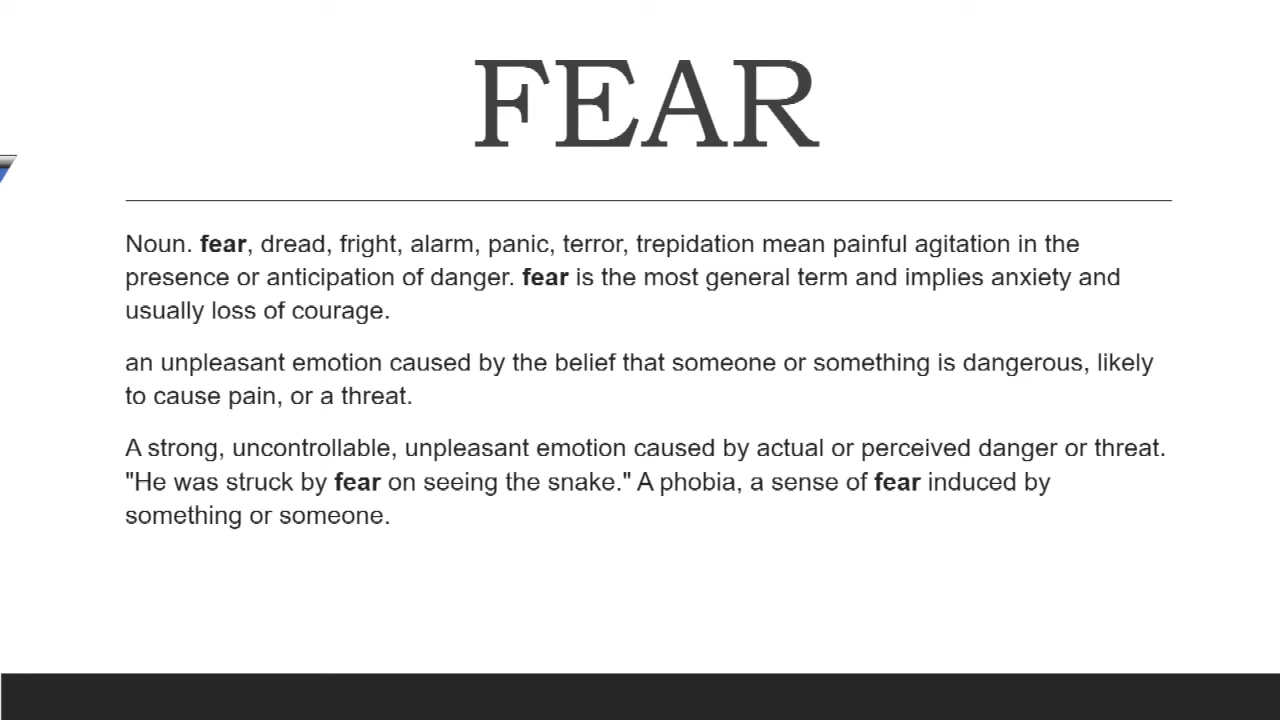 FEAR
Noun. fear, dread, fright, alarm, panic, terror, trepidation mean painful agitation in the
presence or anticipation of danger. fear is the most general term and implies anxiety and
usually loss of courage.
an unpleasant emotion caused by the belief that someone or something is dangerous, likely
to cause pain, or a threat.
A strong, uncontrollable, unpleasant emotion caused by actual or perceived danger or threat.
"He was struck by fear on seeing the snake." A phobia, a sense of fear induced by
something or someone.